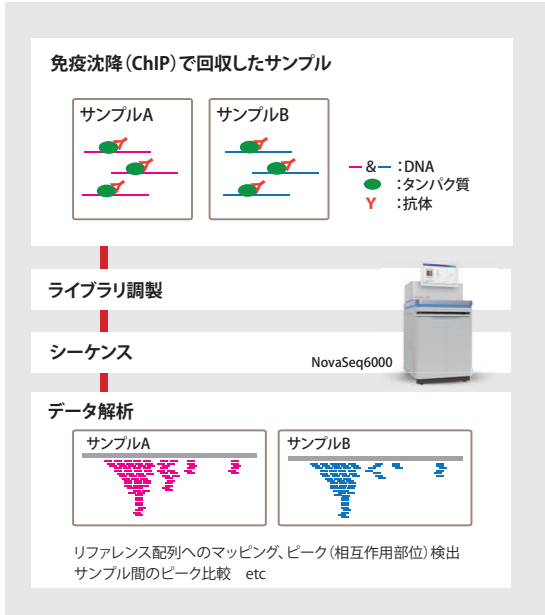 免疫沈降（ChIP）で回収したサンプル
サンプルA
サンプルB
&
：DNA
：タンパク質
Y ：抗体
ライブラリ調製
シーケンス
NovaSeq6000
データ解析
サンプルA
サンプルB
リファレンス配列へのマッピング、ピーク（相互作用部位）検出
サンプル間のピーク比較　etc